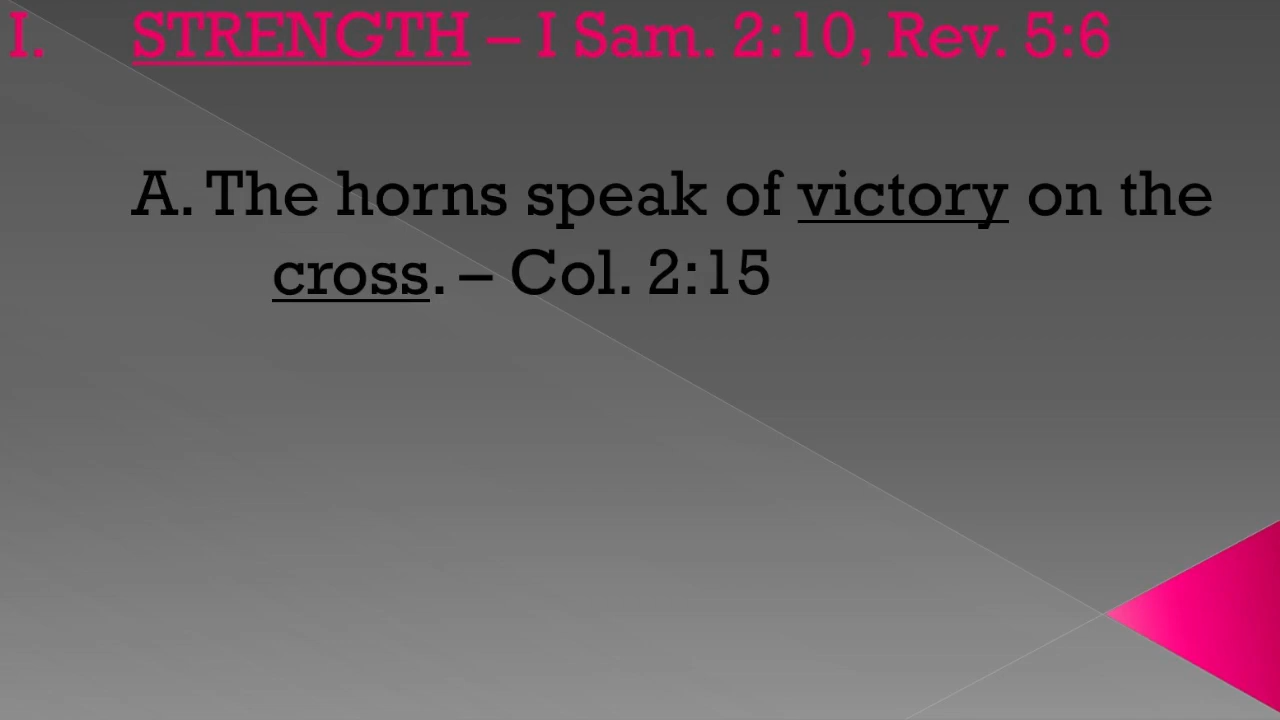 I. STRENGTH – I Sam. 2:10, Rev. 5:6
A. The horns speak of victory on the
cross. – Col. 2:15